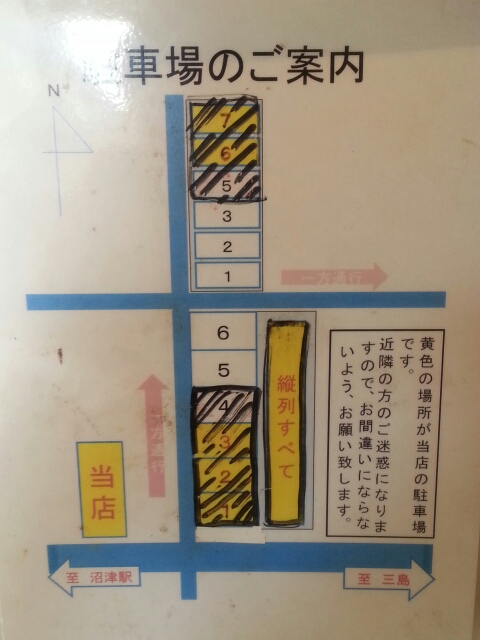 駐車場のご案内
N
7
6
5
3
2
1
一方通行
6
5
4
3
2
1
縦列すべて
一方通行
当店
黄色の場所が当店の駐車場
です。
近隣の方のご迷惑になりま
すので、お間違いにならな
いよう、お願い致します。
至 沼津駅
至 三島